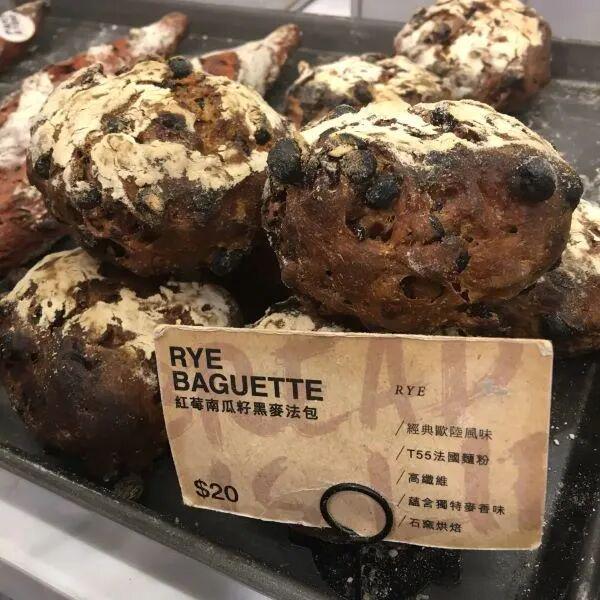 RYE
BAGUETTE
紅莓南瓜籽黑麥法包
$20
RYE
/經典歐陸風味
/T55法國麵粉
/高纖維
/蘊含獨特麥香味
/石窯烘焙